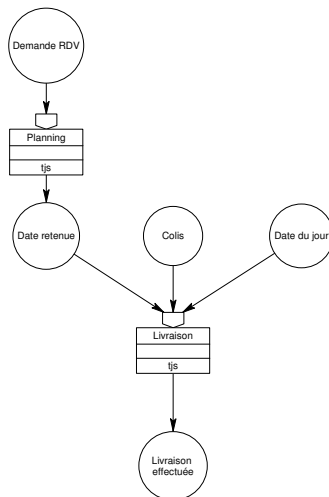 Demande RDV
Planning
tjs
Date retenue
Colis
Date du jour
Livraison
tjs
Livraison
effectuée